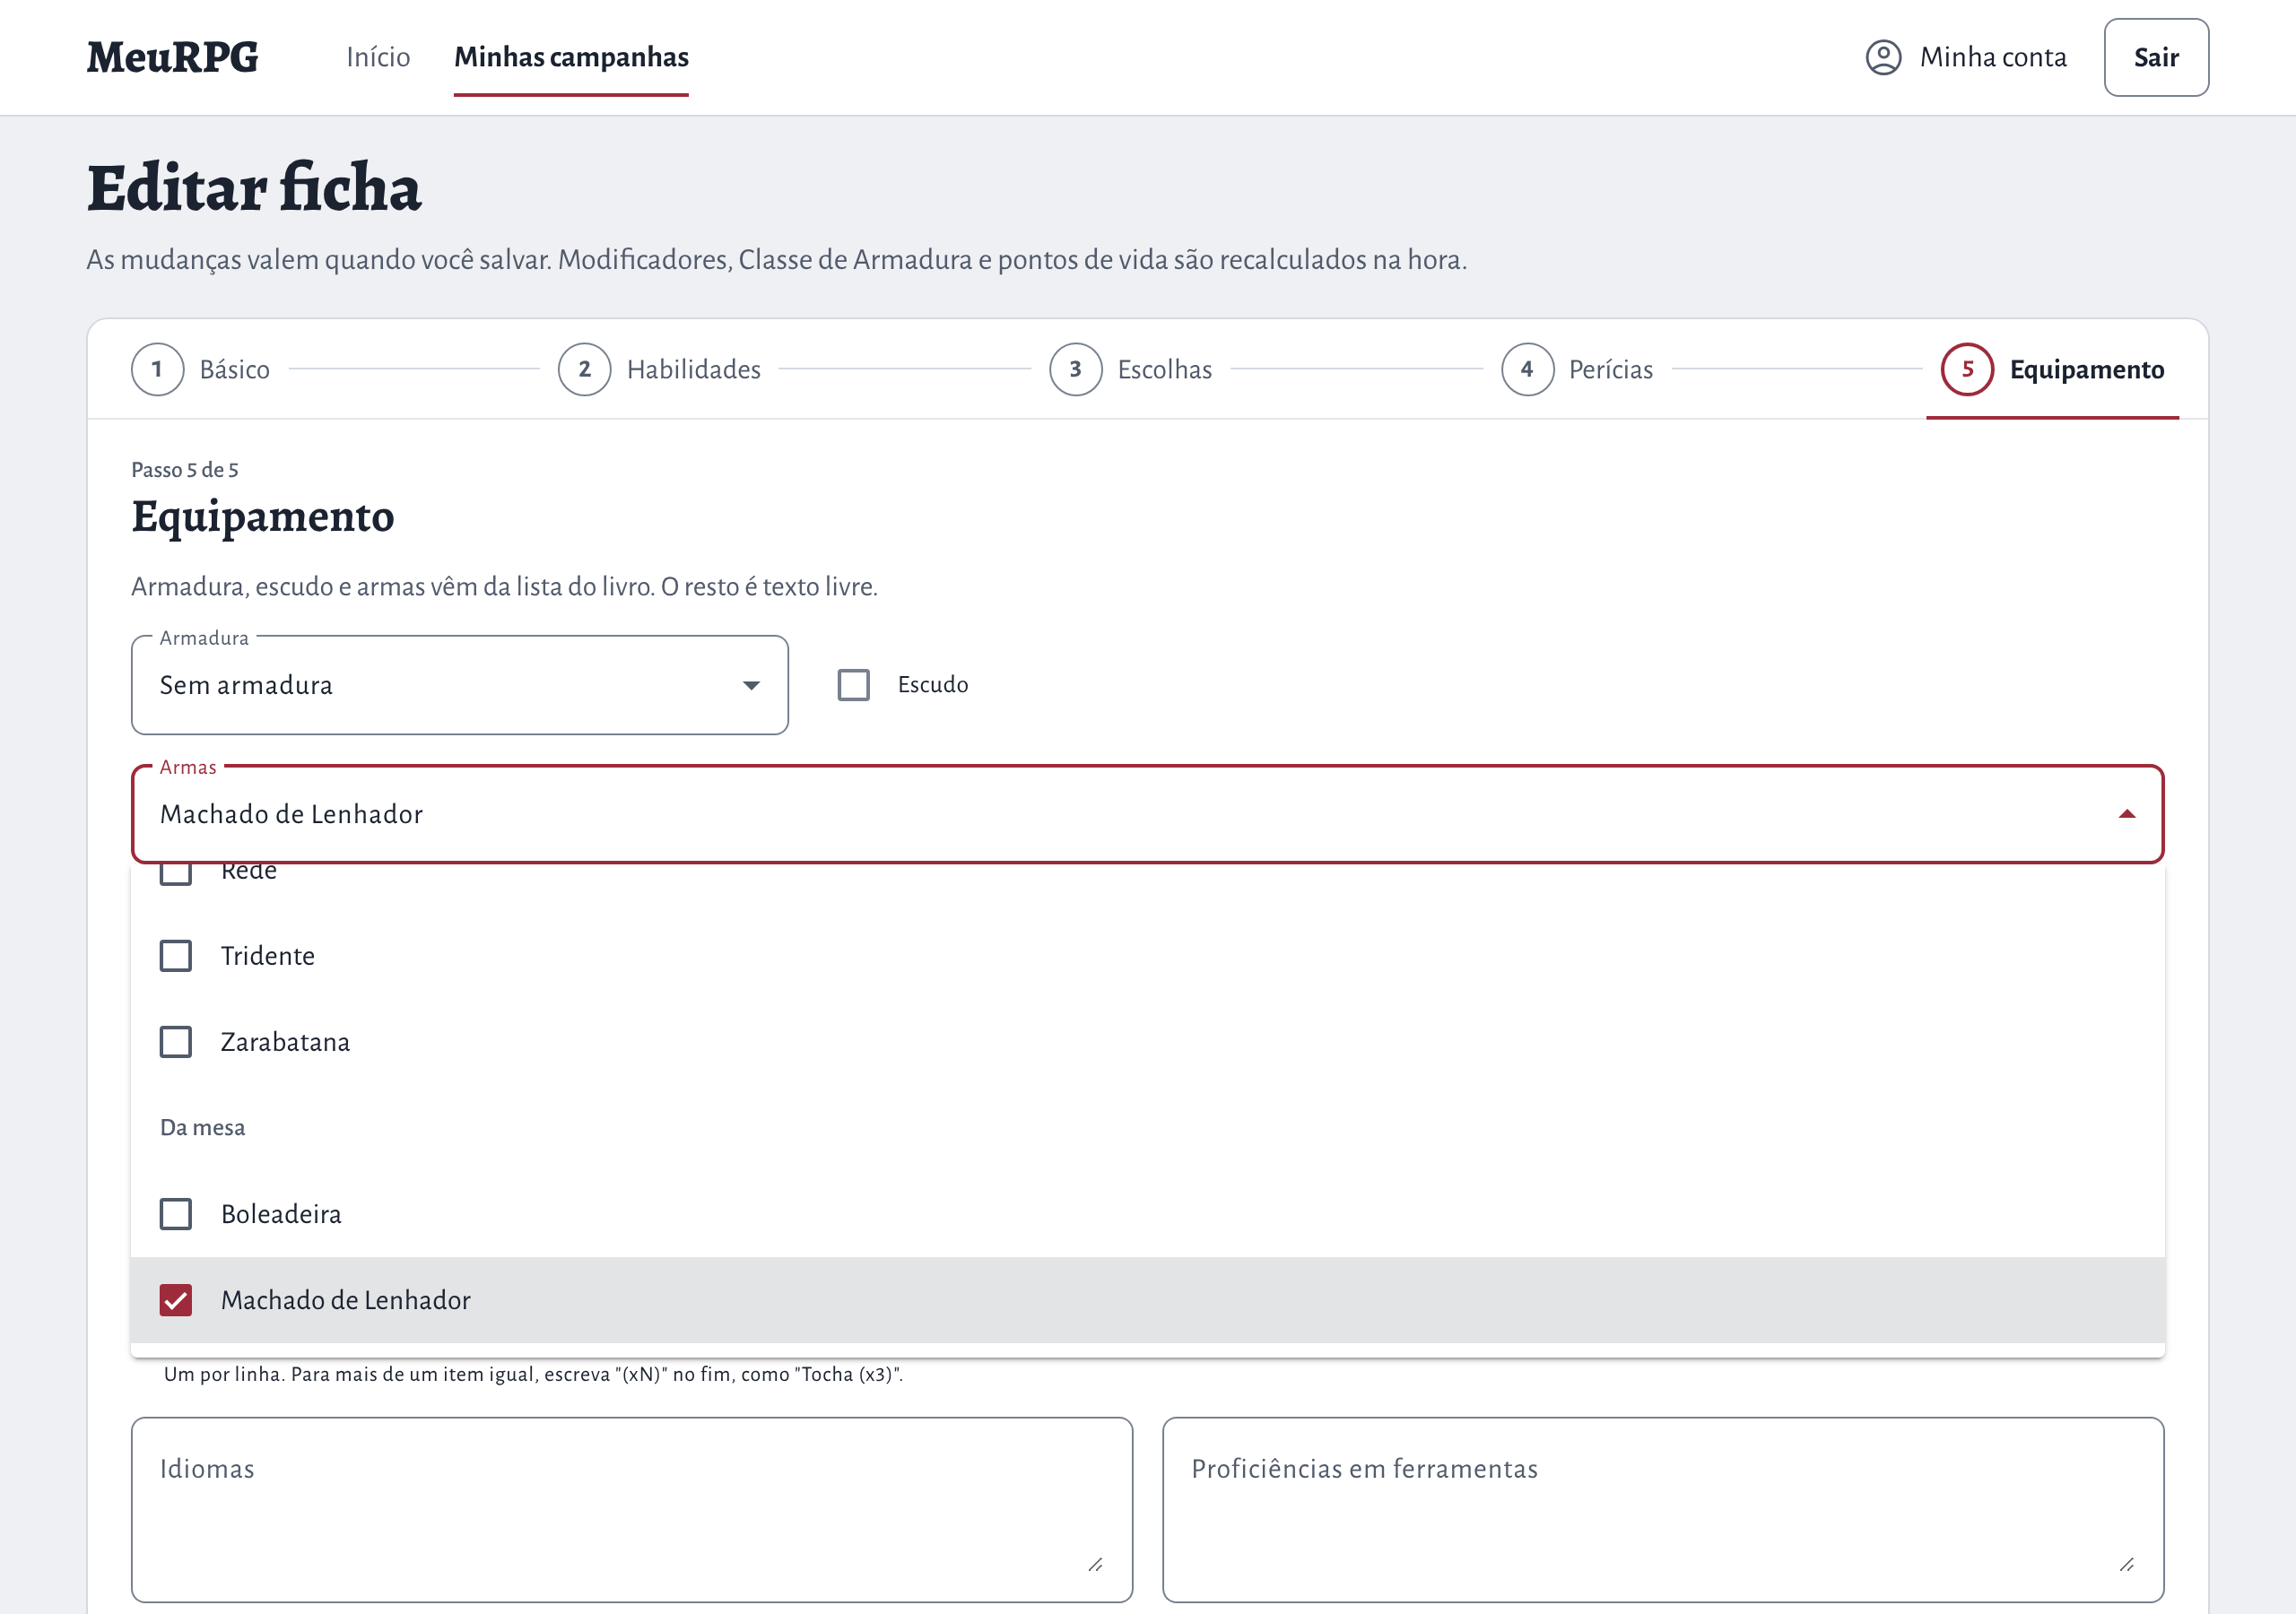 MeuRPG
Início
Minhas campanhas
Minha conta
Sair
Editar ficha
As mudanças valem quando você salvar. Modificadores, Classe de Armadura e pontos de vida são recalculados na hora.
1 Básico
2 Habilidades
3 Escolhas
4 Perícias
5 Equipamento
Passo 5 de 5
Equipamento
Armadura, escudo e armas vêm da lista do livro. O resto é texto livre.
Armadura
Sem armadura
Escudo
Armas
Machado de Lenhador
Rede
Tridente
Zarabatana
Da mesa
Boleadeira
Machado de Lenhador
Um por linha. Para mais de um item igual, escreva "(xN)" no fim, como "Tocha (x3)".
Idiomas
Proficiências em ferramentas